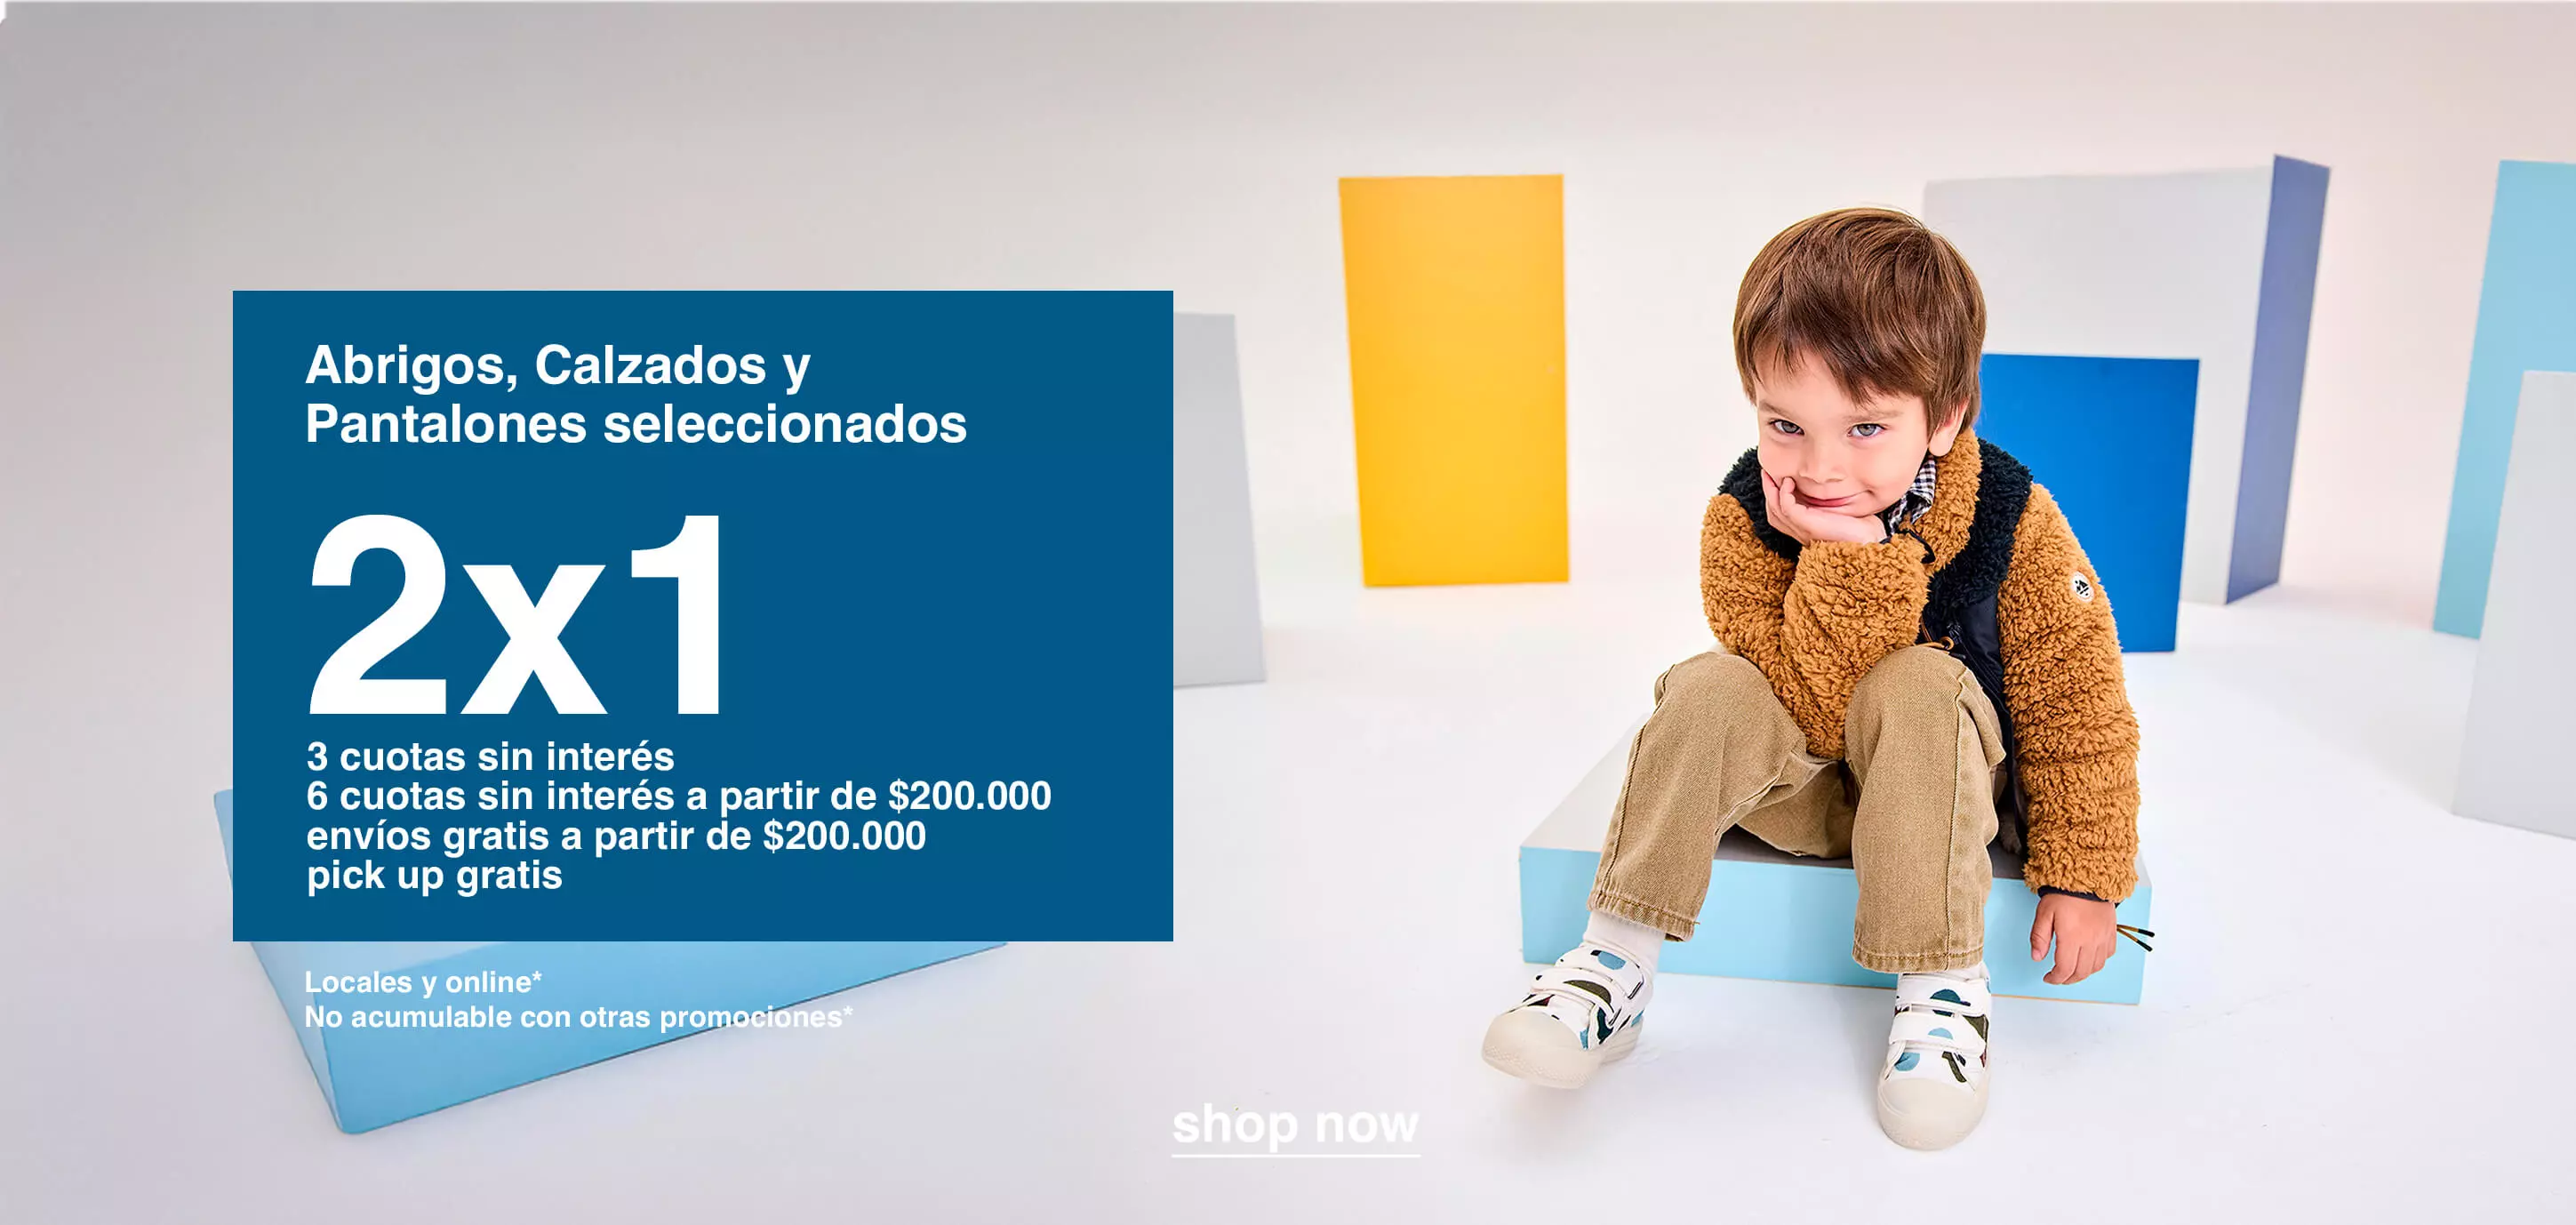 Abrigos, Calzados y
Pantalones seleccionados
2x1
3 cuotas sin interés
6 cuotas sin interés a partir de $200.000
envíos gratis a partir de $200.000
pick up gratis
Locales y online*
No acumulable con otras promociones*
shop now